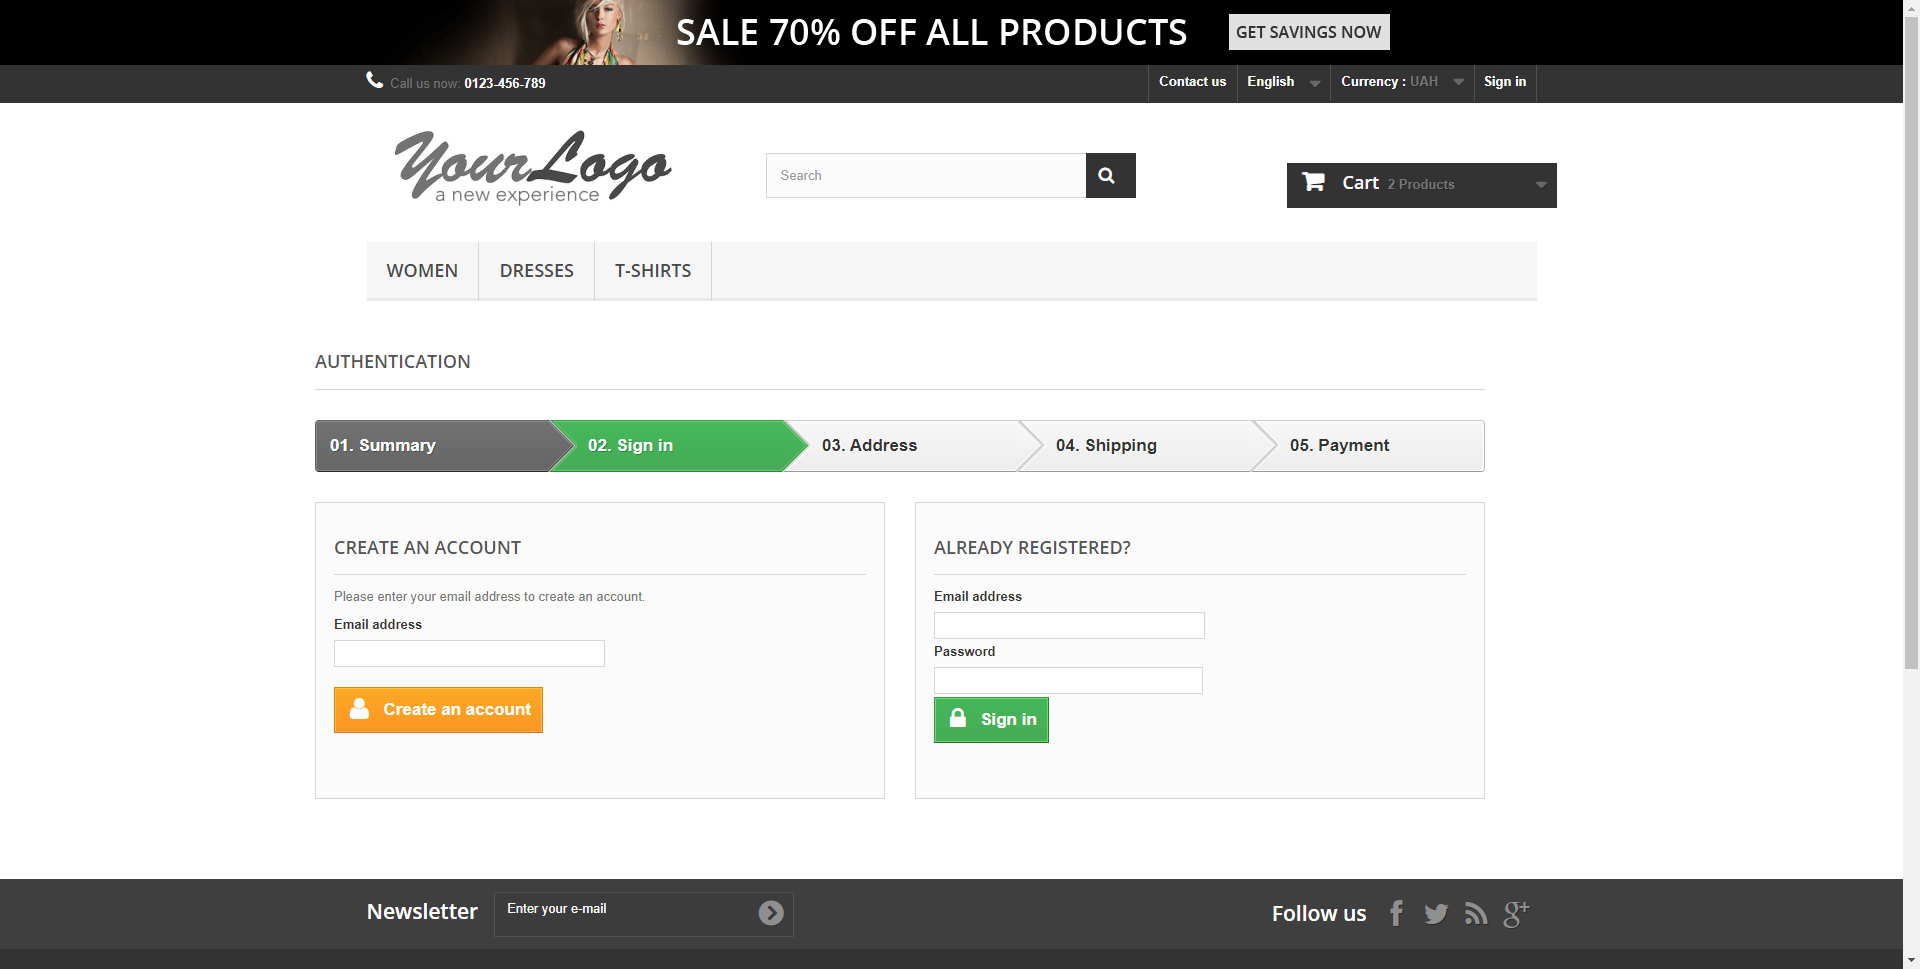 SALE 70% OFF ALL PRODUCTS
GET SAVINGS NOW
Call us now: 0123-456-789
Contact us
English
Currency : UAH
Sign in
YourLogo
a new experience
Search
Cart 2 Products
WOMEN
DRESSES
T-SHIRTS
AUTHENTICATION
01. Summary
02. Sign in
03. Address
04. Shipping
05. Payment
CREATE AN ACCOUNT
Please enter your email address to create an account.
Email address
Create an account
ALREADY REGISTERED?
Email address
Password
Sign in
Newsletter
Enter your e-mail
Follow us